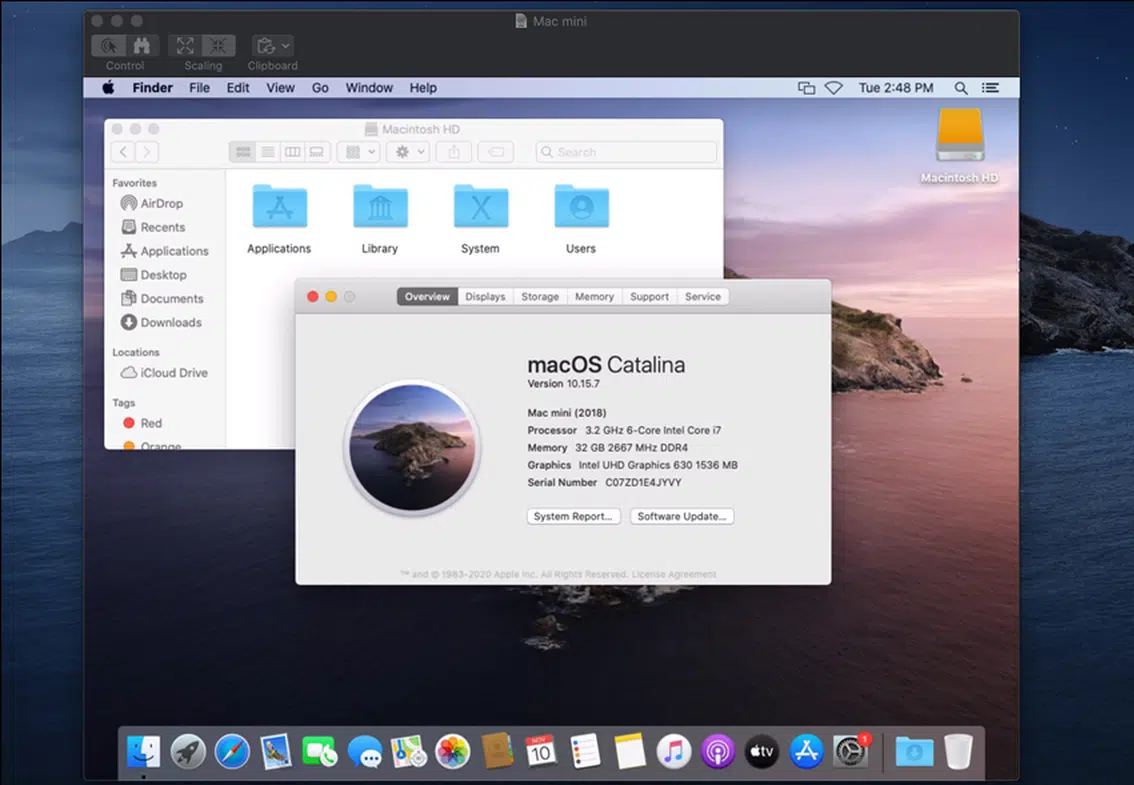 Mac mini
Control Scaling Clipboard
Finder File Edit View Go Window Help Tue 2:48 PM
Macintosh HD
Search
Macintosh HD
Favorites
AirDrop
Recents
Applications
Desktop
Documents
Downloads
Locations
iCloud Drive
Tags
Red
Orange
Applications Library System Users
Overview Displays Storage Memory Support Service
macOS Catalina
Version 10.15.7
Mac mini (2018)
Processor 3.2 GHz 6-Core Intel Core i7
Memory 32 GB 2667 MHz DDR4
Graphics Intel UHD Graphics 630 1536 MB
Serial Number C07ZD1E4JYVY
System Report... Software Update...
™ and © 1983-2020 Apple Inc. All Rights Reserved. License Agreement
NOV
10
tv
1